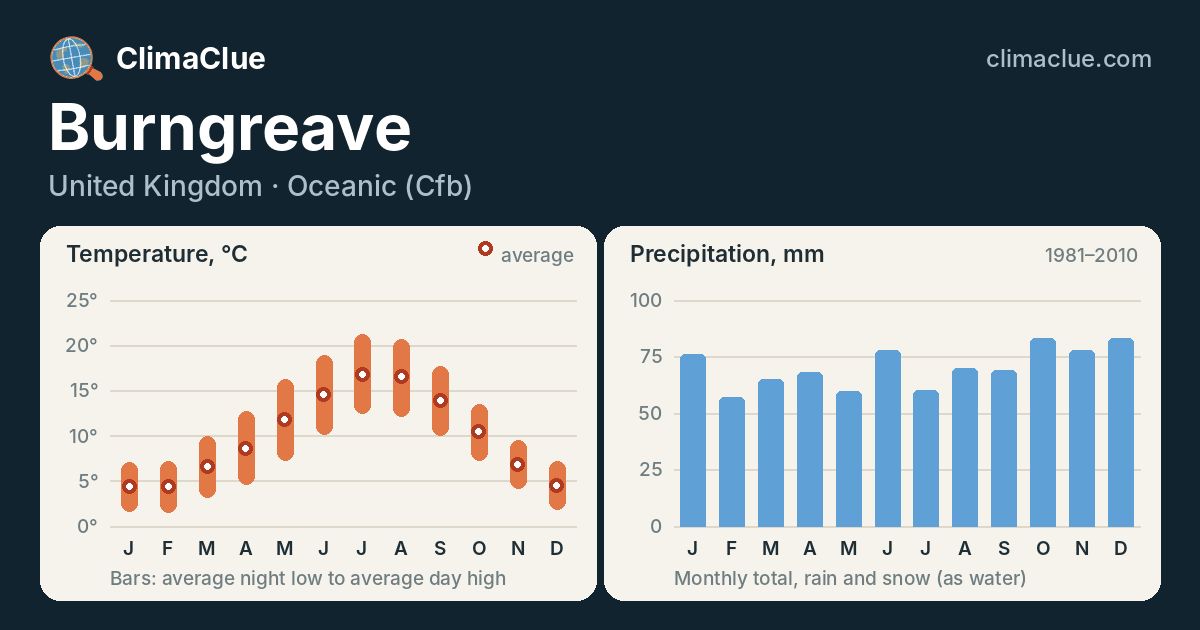 ClimaClue
climaclue.com
Burngreave
United Kingdom · Oceanic (Cfb)
Temperature, °C
average
25°
20°
15°
10°
5°
0°
J F M A M J J A S O N D
Bars: average night low to average day high
Precipitation, mm
1981–2010
100
75
50
25
0
J F M A M J J A S O N D
Monthly total, rain and snow (as water)